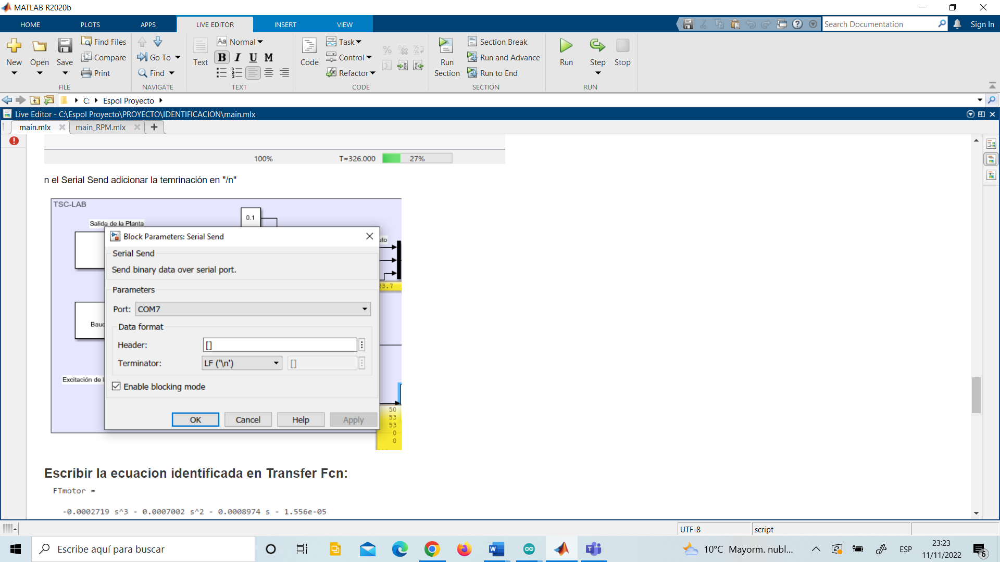 MATLAB R2020b
HOME PLOTS APPS LIVE EDITOR INSERT VIEW
Search Documentation
Sign In
New Open Save
Find Files
Compare
Print
FILE
Go To
Find
NAVIGATE
Text
Aa Normal
B I U M
TEXT
Code
Task
Control
Refactor
CODE
Run Section
Section Break
Run and Advance
Run to End
SECTION
Run Step Stop
RUN
C: Espol Proyecto
Live Editor - C:\Espol Proyecto\PROYECTO\IDENTIFICACION\main.mlx
main.mlx main_RPM.mlx
100% T=326.000 27%
n el Serial Send adicionar la temrinación en "/n"
TSC-LAB
0.1
Salida de la Planta
Block Parameters: Serial Send
uto
Serial Send
Send binary data over serial port.
Parameters
23.7
Port: COM7
Bauc
Data format
Header: []
Terminator: LF ('\n') []
Excitación de l
Enable blocking mode
OK Cancel Help Apply
50
53
53
0
0
Escribir la ecuacion identificada en Transfer Fcn:
FTmotor =
-0.0002719 s^3 - 0.0007002 s^2 - 0.0008974 s - 1.556e-05
UTF-8 script
Escribe aquí para buscar
10°C Mayorm. nubl...
ESP
23:23
11/11/2022
6